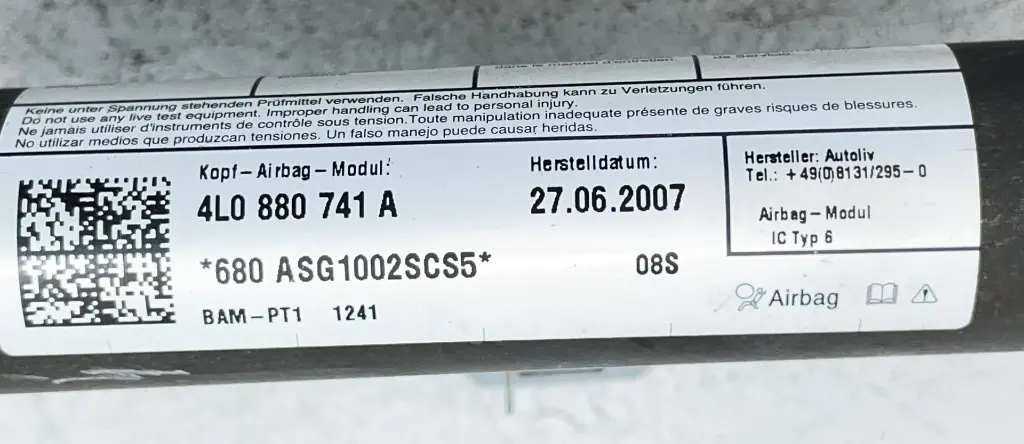 dans le manuel d'entretien
Keine unter Spannung stehenden Prüfmittel verwenden. Falsche Handhabung kann zu Verletzungen führen.
Do not use any live test equipment. Improper handling can lead to personal injury.
Ne jamais utiliser d'instruments de contrôle sous tension. Toute manipulation inadequate présente de graves risques de blessures.
No utilizar medios que produzcan tensiones. Un falso manejo puede causar heridas.
Kopf-Airbag-Modul:
4L0 880 741 A
*680 ASG1002SCS5*
BAM-PT1 1241
Herstelldatum:
27.06.2007
08S
Hersteller: Autoliv
Tel.: +49(0)8131/295-0
Airbag-Modul
IC Typ 6
Airbag